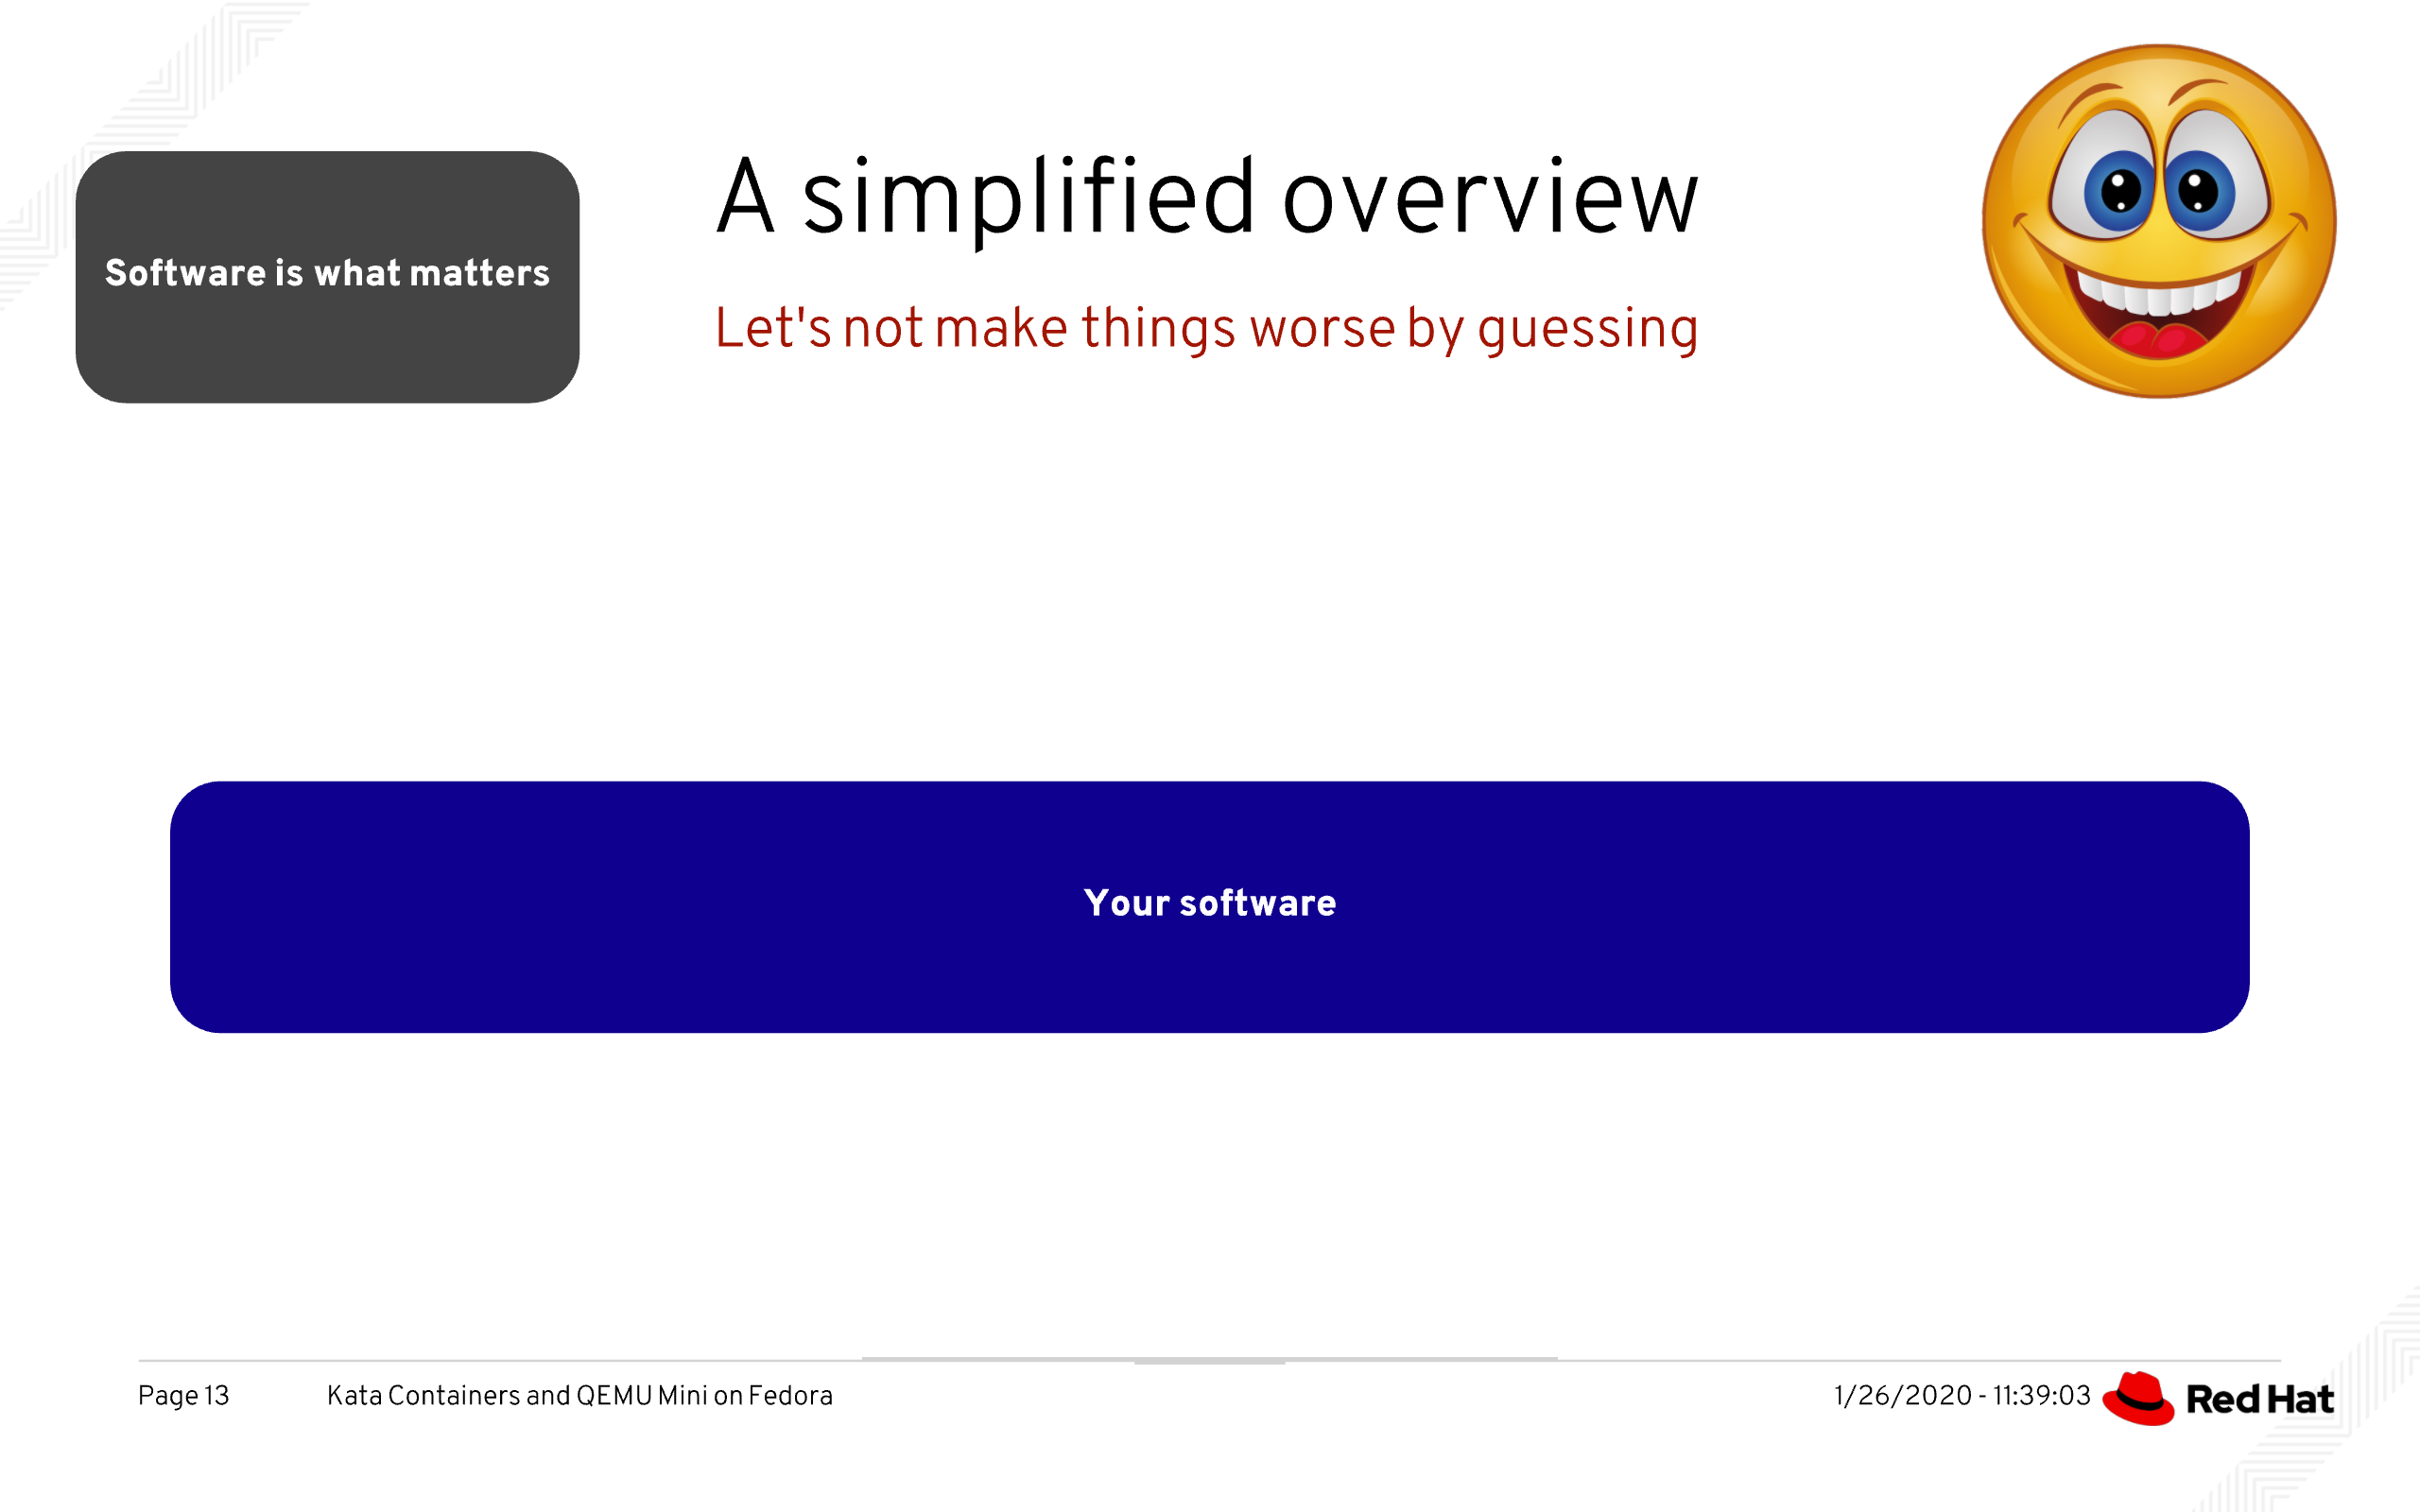 A simplified overview
Software is what matters
Let's not make things worse by guessing
Your software
Page 13
Kata Containers and QEMU Mini on Fedora
1/26/2020 - 11:39:03
Red Hat